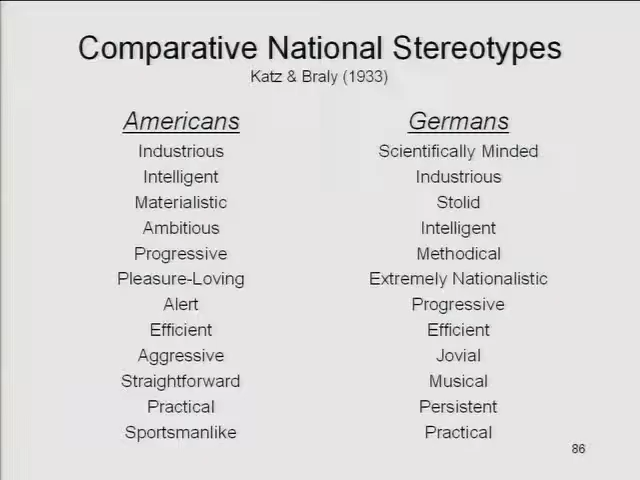 Comparative National Stereotypes
Katz & Braly (1933)
Americans
Industrious
Intelligent
Materialistic
Ambitious
Progressive
Pleasure-Loving
Alert
Efficient
Aggressive
Straightforward
Practical
Sportsmanlike
Germans
Scientifically Minded
Industrious
Stolid
Intelligent
Methodical
Extremely Nationalistic
Progressive
Efficient
Jovial
Musical
Persistent
Practical
86